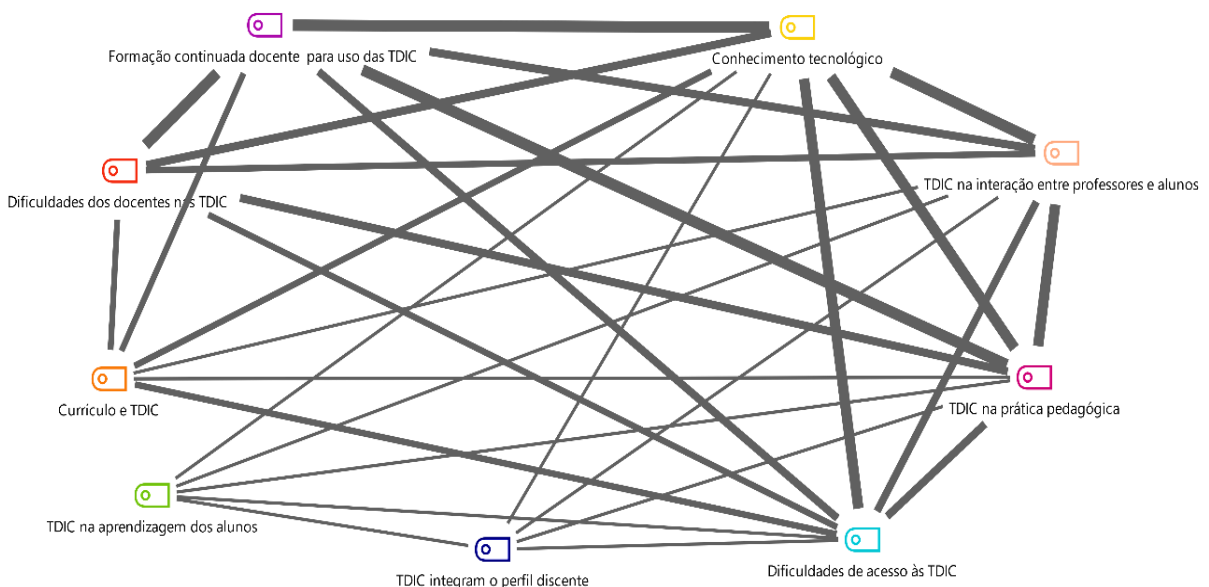 Formação continuada docente  para uso das TDIC
Conhecimento tecnológico
TDIC na interação entre professores e alunos
Dificuldades dos docentes nas TDIC
Currículo e TDIC
TDIC na prática pedagógica
TDIC na aprendizagem dos alunos
TDIC integram o perfil discente
Dificuldades de acesso às TDIC